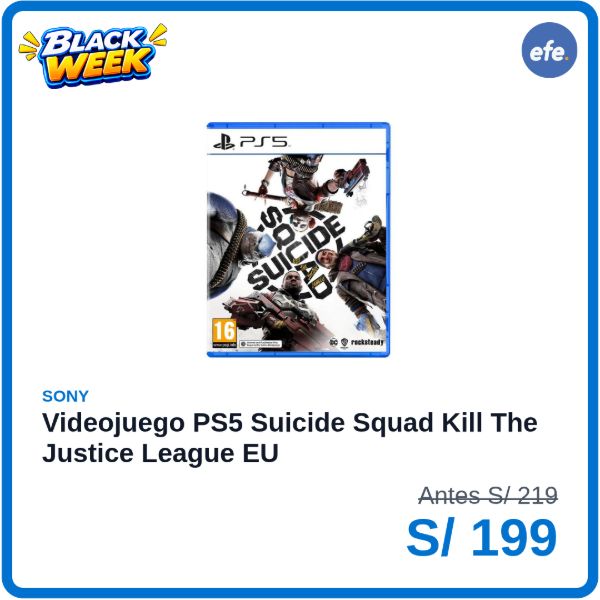 BLACK
WEEK
efe.
PS5
SUICIDE
SQUAD
16
DC
rocksteady
SONY
Videojuego PS5 Suicide Squad Kill The
Justice League EU
Antes S/ 219
S/ 199